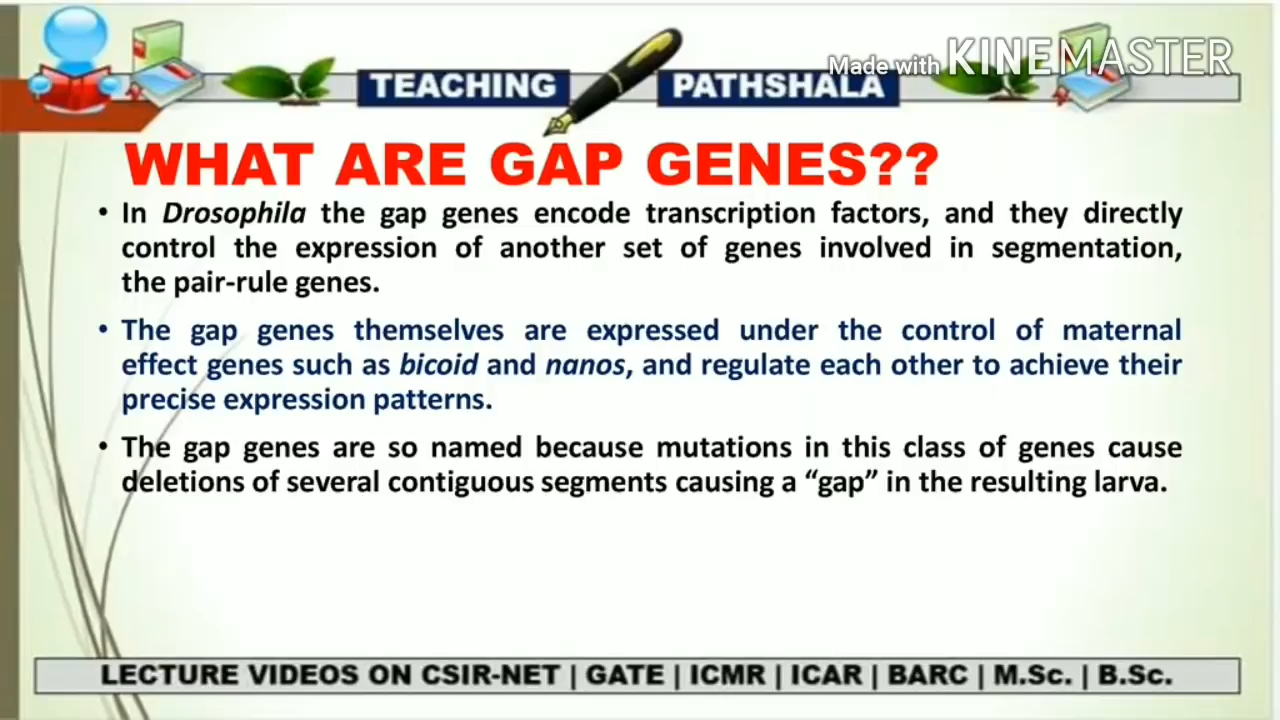 Made with KINEMASTER
TEACHING PATHSHALA
WHAT ARE GAP GENES??
• In Drosophila the gap genes encode transcription factors, and they directly
control the expression of another set of genes involved in segmentation,
the pair-rule genes.
• The gap genes themselves are expressed under the control of maternal
effect genes such as bicoid and nanos, and regulate each other to achieve their
precise expression patterns.
• The gap genes are so named because mutations in this class of genes cause
deletions of several contiguous segments causing a “gap” in the resulting larva.
LECTURE VIDEOS ON CSIR-NET | GATE | ICMR | ICAR | BARC | M.Sc. | B.Sc.